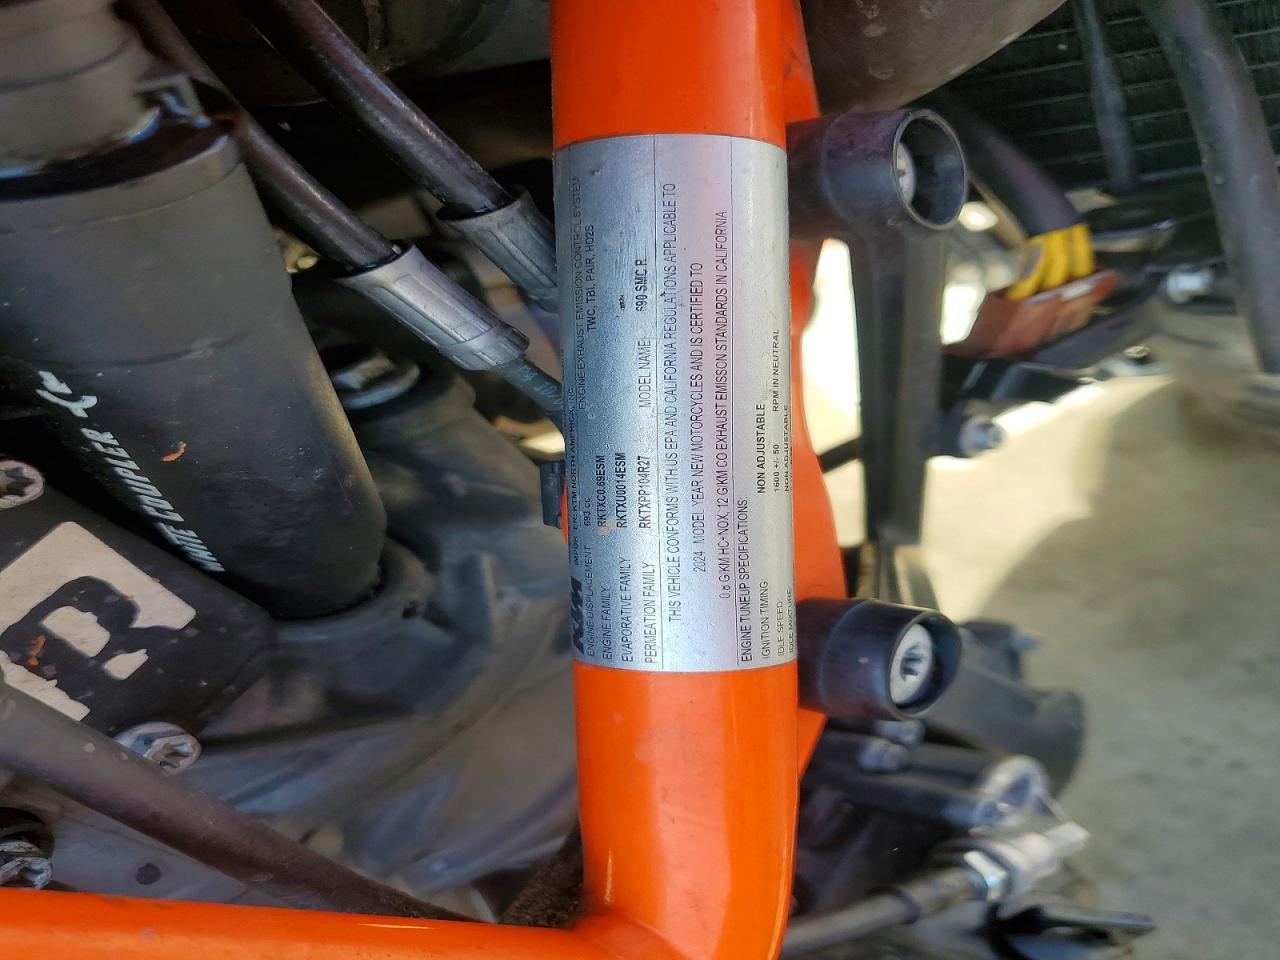 KTM IMPORTER: KTM NORTH AMERICA, INC.
ENGINE DISPLACEMENT 693 cc ENGINE EXHAUST EMISSION CONTROL SYSTEM
ENGINE FAMILY RKTXC0.69ESM TWC, TBI, PAIR, HO2S
EVAPORATIVE FAMILY RKTXU0014ESM
PERMEATION FAMILY RKTXPP104R27 MODEL NAME: 690 SMC R
THIS VEHICLE CONFORMS WITH US EPA AND CALIFORNIA REGULATIONS APPLICABLE TO
2024 MODEL YEAR NEW MOTORCYCLES AND IS CERTIFIED TO
0.8 G/KM HC+NOX, 12 G/KM CO EXHAUST EMISSON STANDARDS IN CALIFORNIA
ENGINE TUNEUP SPECIFICATIONS:
IGNITION TIMING NON ADJUSTABLE
IDLE SPEED 1600 +/- 50 RPM IN NEUTRAL
IDLE MIXTURE NON ADJUSTABLE